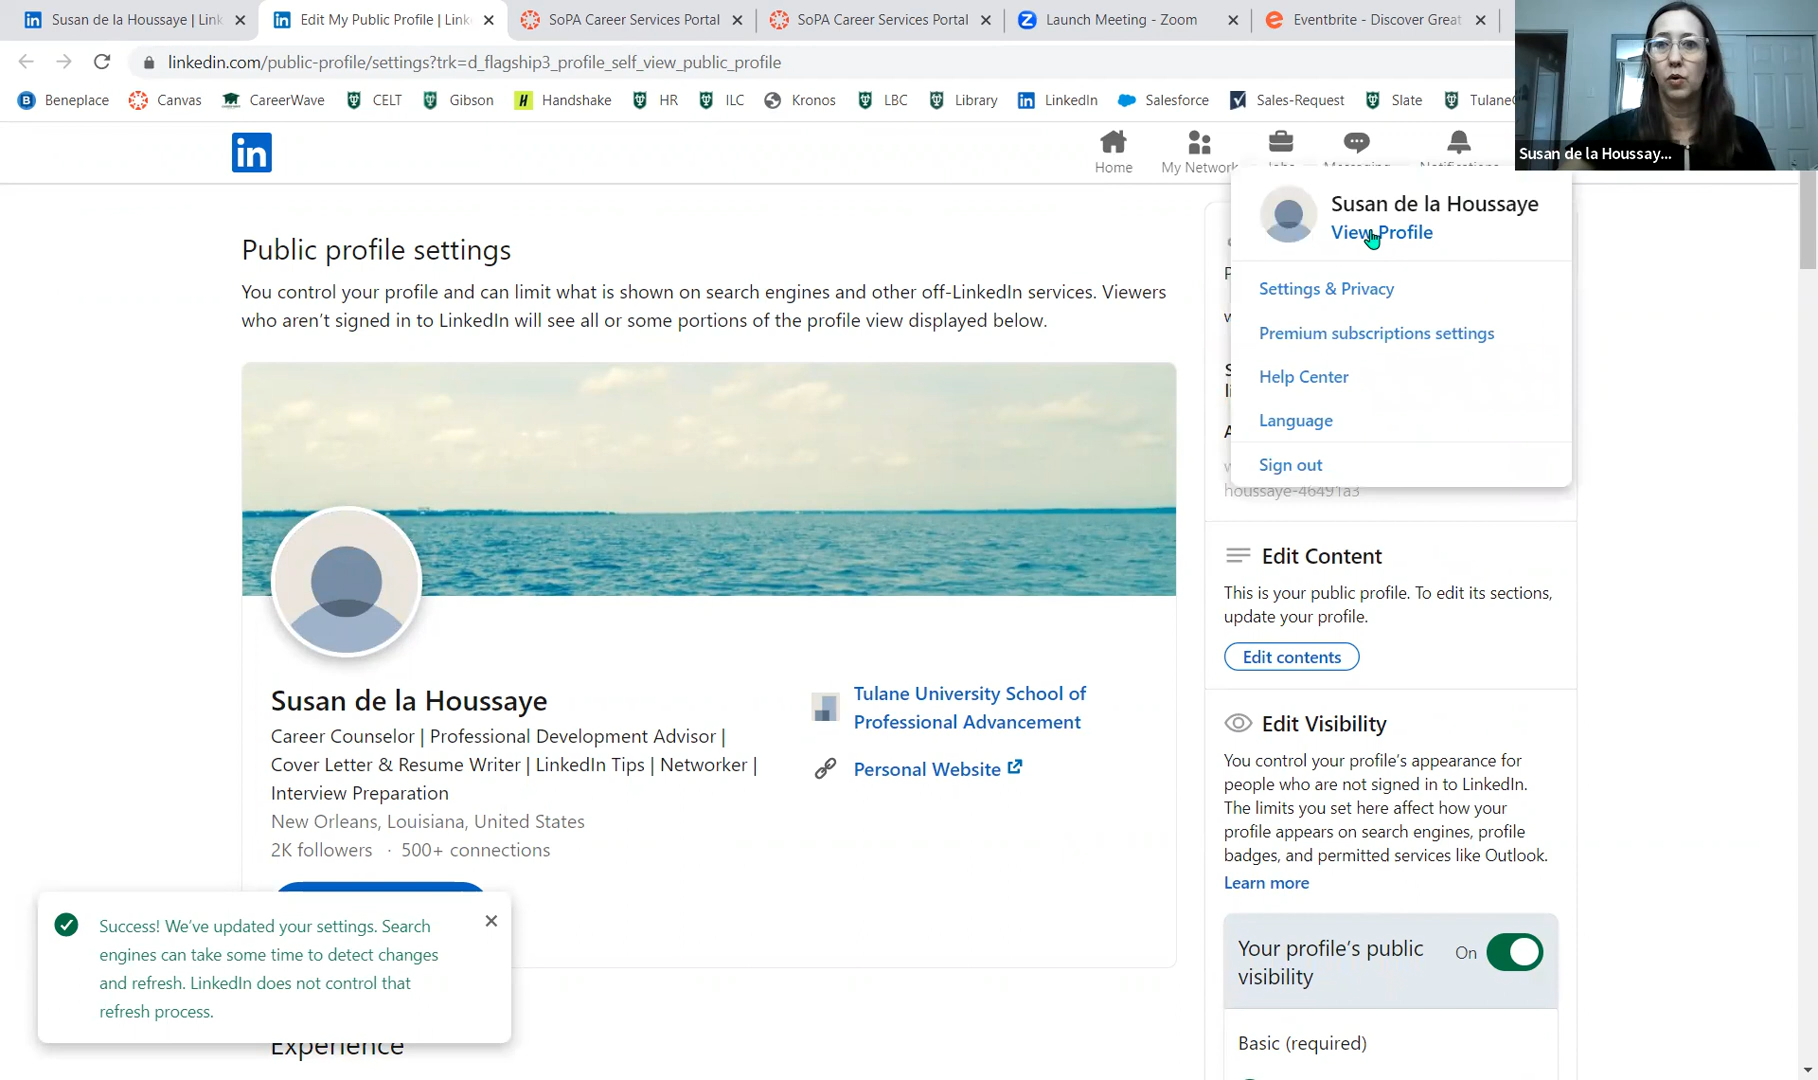 Susan de la Houssaye | Link
Edit My Public Profile | Link
SoPA Career Services Portal
SoPA Career Services Portal
Launch Meeting - Zoom
Eventbrite - Discover Great
linkedin.com/public-profile/settings?trk=d_flagship3_profile_self_view_public_profile
Beneplace
Canvas
CareerWave
CELT
Gibson
Handshake
HR
ILC
Kronos
LBC
Library
LinkedIn
Salesforce
Sales-Request
Slate
Susan de la Houssay...
in
Home
My Network
Susan de la Houssaye
View Profile
Settings & Privacy
Premium subscriptions settings
Help Center
Language
Sign out
houssaye-46491a3
Public profile settings
You control your profile and can limit what is shown on search engines and other off-LinkedIn services. Viewers
who aren't signed in to LinkedIn will see all or some portions of the profile view displayed below.
Susan de la Houssaye
Career Counselor | Professional Development Advisor |
Cover Letter & Resume Writer | LinkedIn Tips | Networker |
Interview Preparation
New Orleans, Louisiana, United States
2K followers · 500+ connections
Tulane University School of
Professional Advancement
Personal Website
Success! We've updated your settings. Search
engines can take some time to detect changes
and refresh. LinkedIn does not control that
refresh process.
Experience
Edit Content
This is your public profile. To edit its sections,
update your profile.
Edit contents
Edit Visibility
You control your profile's appearance for
people who are not signed in to LinkedIn.
The limits you set here affect how your
profile appears on search engines, profile
badges, and permitted services like Outlook.
Learn more
Your profile's public
visibility
On
Basic (required)